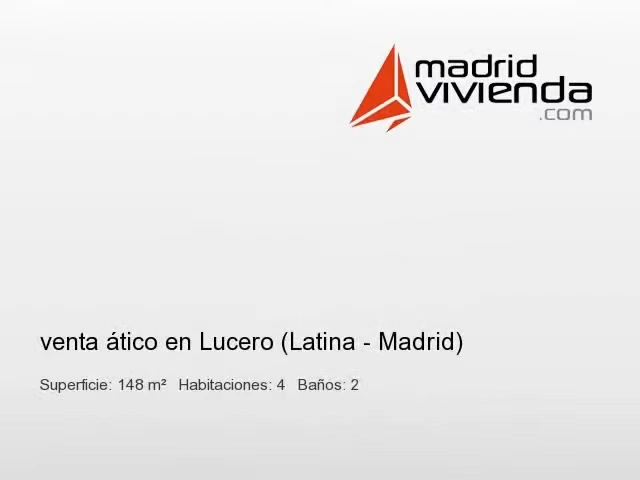 madrid
vivienda
.com
venta ático en Lucero (Latina - Madrid)
Superficie: 148 m² Habitaciones: 4 Baños: 2